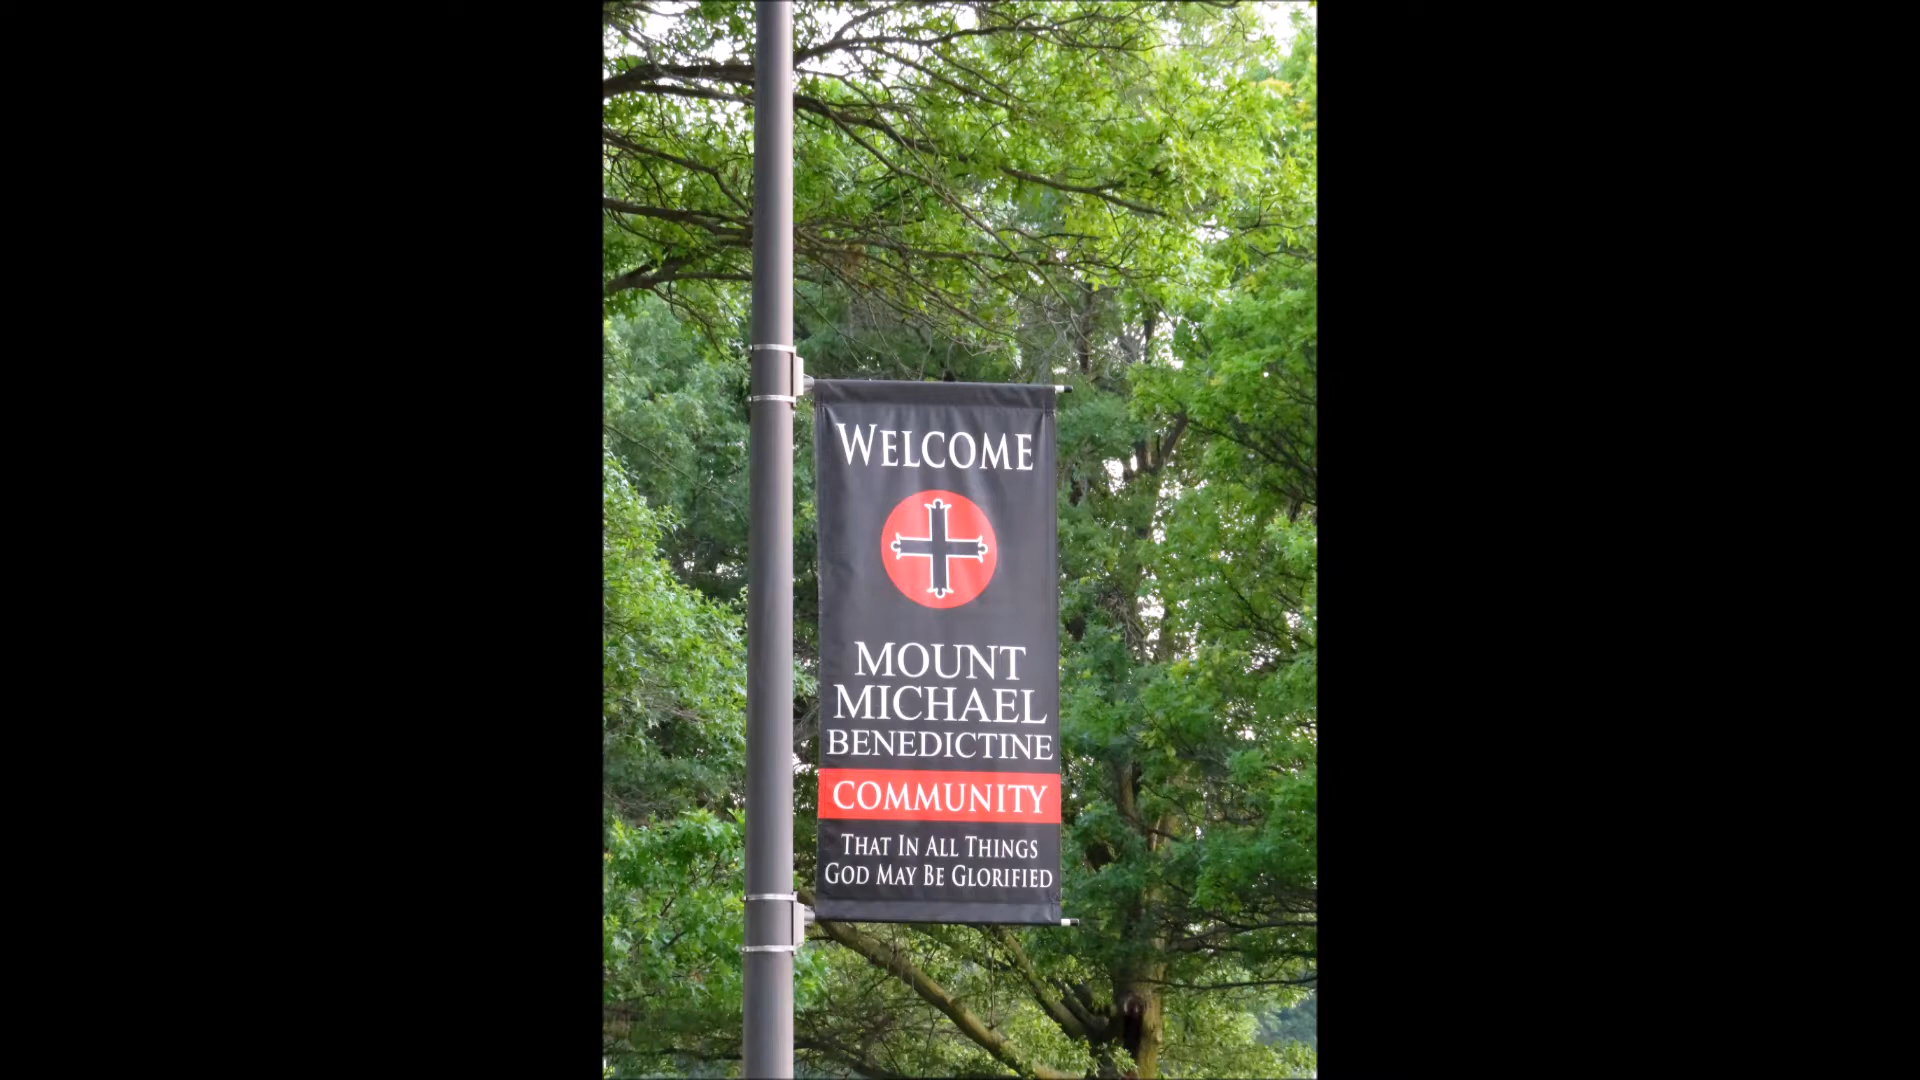 WELCOME
MOUNT
MICHAEL
BENEDICTINE
COMMUNITY
THAT IN ALL THINGS
GOD MAY BE GLORIFIED